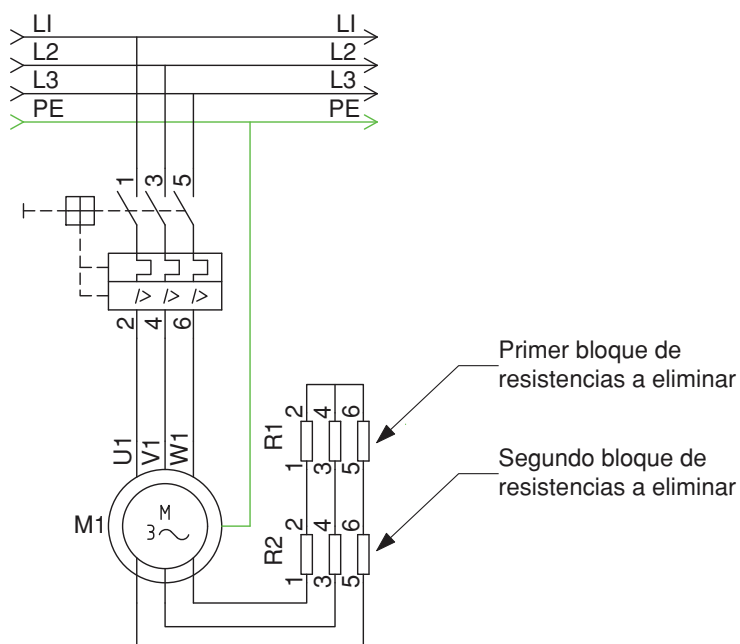 LI LI
L2 L2
L3 L3
PE PE
1 3 5
/> /> />
2 4 6
U1 V1 W1
M1
M
3
R1
2 4 6
1 3 5
R2
2 4 6
1 3 5
Primer bloque de
resistencias a eliminar
Segundo bloque de
resistencias a eliminar